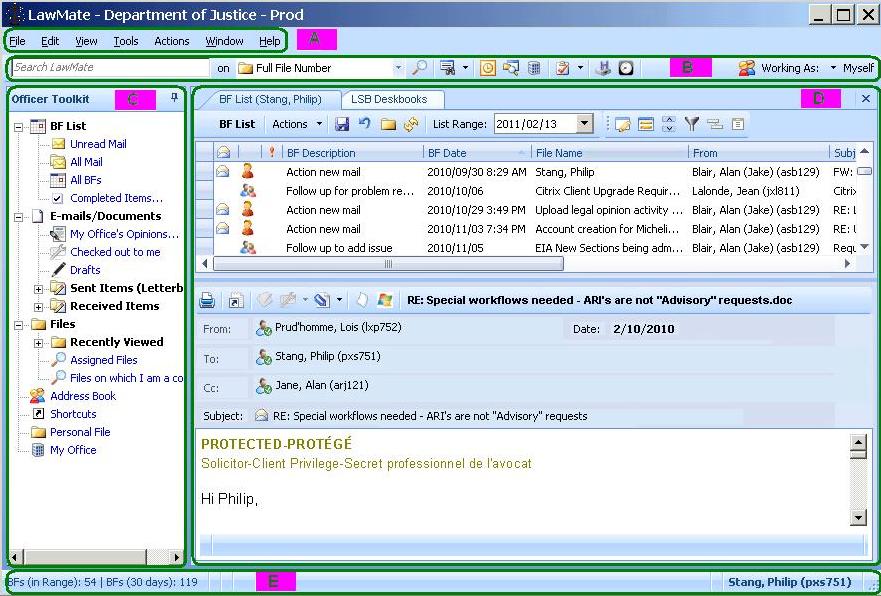 LawMate - Department of Justice - Prod
File Edit View Tools Actions Window Help A
Search LawMate on Full File Number B Working As: Myself
Officer Toolkit C
BF List
Unread Mail
All Mail
All BFs
Completed Items...
E-mails/Documents
My Office's Opinions...
Checked out to me
Drafts
Sent Items (Letterb
Received Items
Files
Recently Viewed
Assigned Files
Files on which I am a co
Address Book
Shortcuts
Personal File
My Office
BF List (Stang, Philip) LSB Deskbooks D
BF List Actions List Range: 2011/02/13
! BF Description BF Date File Name From Subj
Action new mail 2010/09/30 8:29 AM Stang, Philip Blair, Alan (Jake) (asb129) FW:
Follow up for problem re... 2010/10/06 Citrix Client Upgrade Requir... Lalonde, Jean (jxl811) Citrix
Action new mail 2010/10/29 3:49 PM Upload legal opinion activity ... Blair, Alan (Jake) (asb129) RE: L
Action new mail 2010/11/03 7:34 PM Account creation for Micheli... Blair, Alan (Jake) (asb129) RE:
Follow up to add issue 2010/11/05 EIA New Sections being adm... Blair, Alan (Jake) (asb129) Requ
RE: Special workflows needed - ARI's are not "Advisory" requests.doc
From: Prud'homme, Lois (lxp752) Date: 2/10/2010
To: Stang, Philip (pxs751)
Cc: Jane, Alan (arj121)
Subject: RE: Special workflows needed - ARI's are not "Advisory" requests
PROTECTED-PROTÉGÉ
Solicitor-Client Privilege-Secret professionnel de l'avocat
Hi Philip,
BFs (in Range): 54 | BFs (30 days): 119 E Stang, Philip (pxs751)